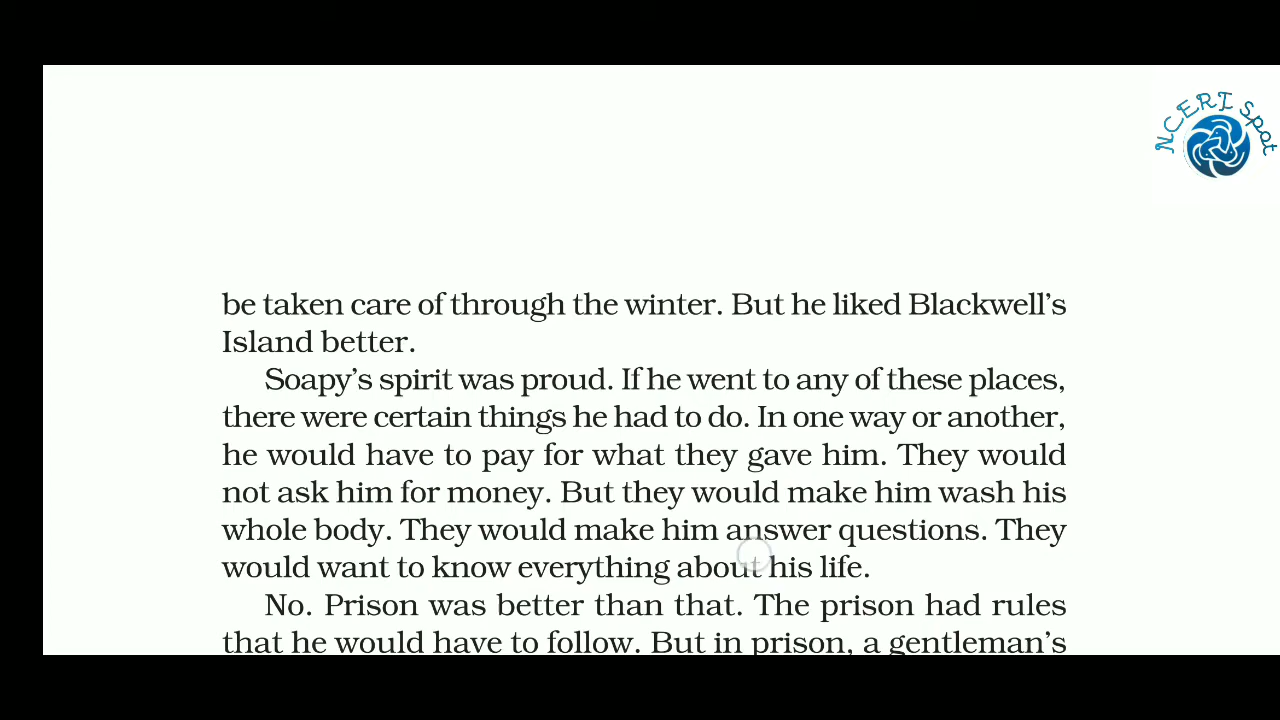 NCERT Spot
be taken care of through the winter. But he liked Blackwell's
Island better.
Soapy's spirit was proud. If he went to any of these places,
there were certain things he had to do. In one way or another,
he would have to pay for what they gave him. They would
not ask him for money. But they would make him wash his
whole body. They would make him answer questions. They
would want to know everything about his life.
No. Prison was better than that. The prison had rules
that he would have to follow. But in prison, a gentleman's